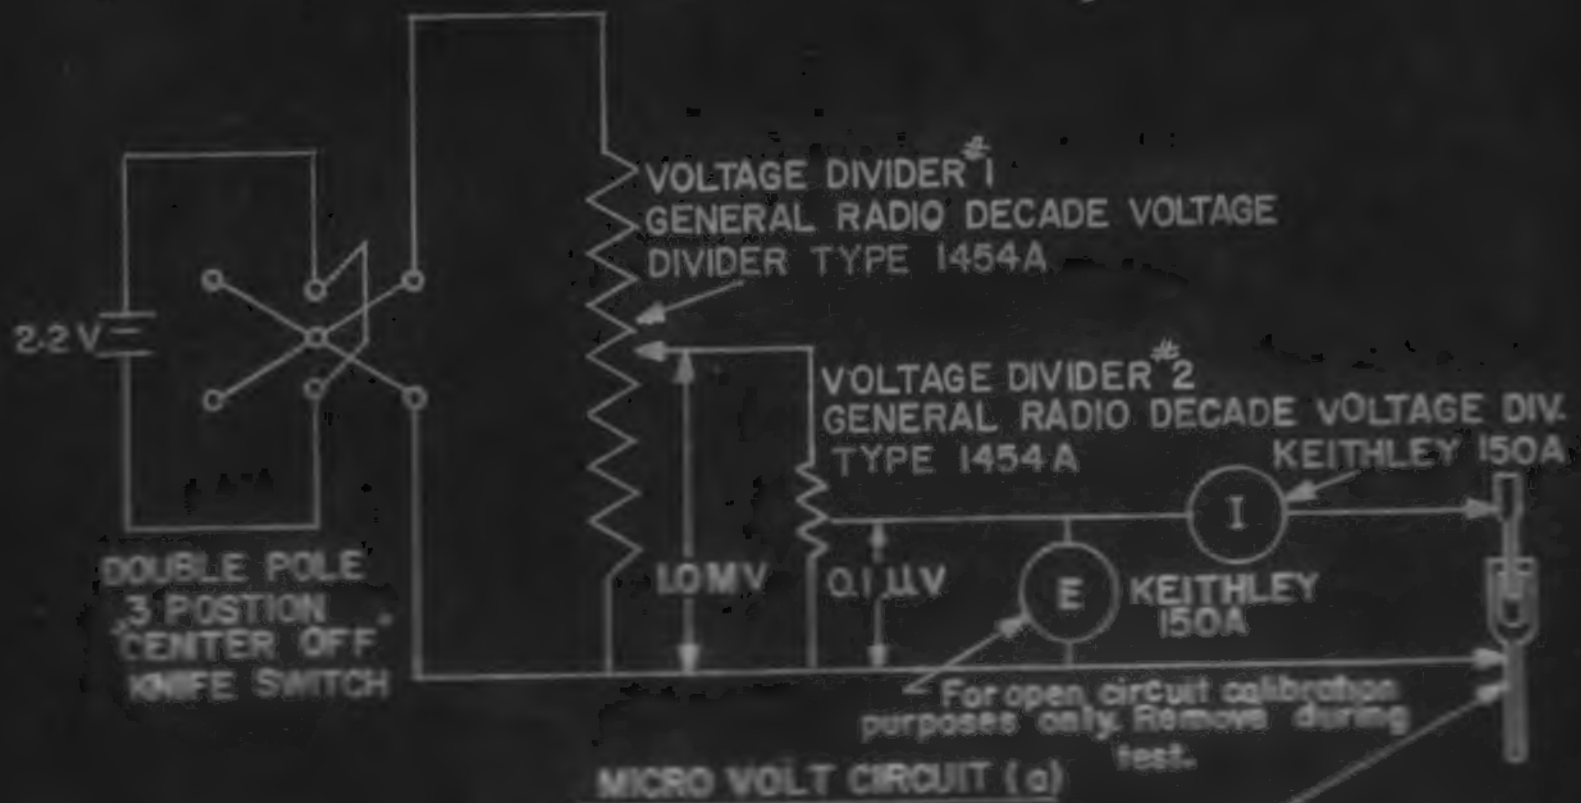 VOLTAGE DIVIDER #1
GENERAL RADIO DECADE VOLTAGE
DIVIDER TYPE 1454A
2.2 V
VOLTAGE DIVIDER #2
GENERAL RADIO DECADE VOLTAGE DIV.
TYPE 1454A
KEITHLEY 150A
I
DOUBLE POLE
3 POSTION
CENTER OFF
KNIFE SWITCH
1.0 MV
0.1 µV
E
KEITHLEY
150A
For open circuit calibration
purposes only. Remove during
test.
MICRO VOLT CIRCUIT (a)